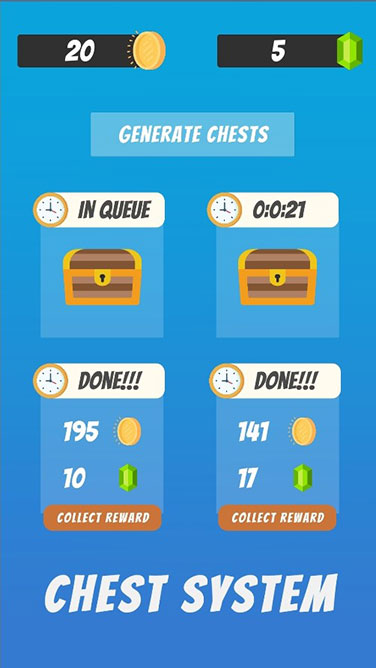 20
5
GENERATE CHESTS
IN QUEUE
0:0:21
DONE!!!
DONE!!!
195
141
10
17
COLLECT REWARD
COLLECT REWARD
CHEST SYSTEM